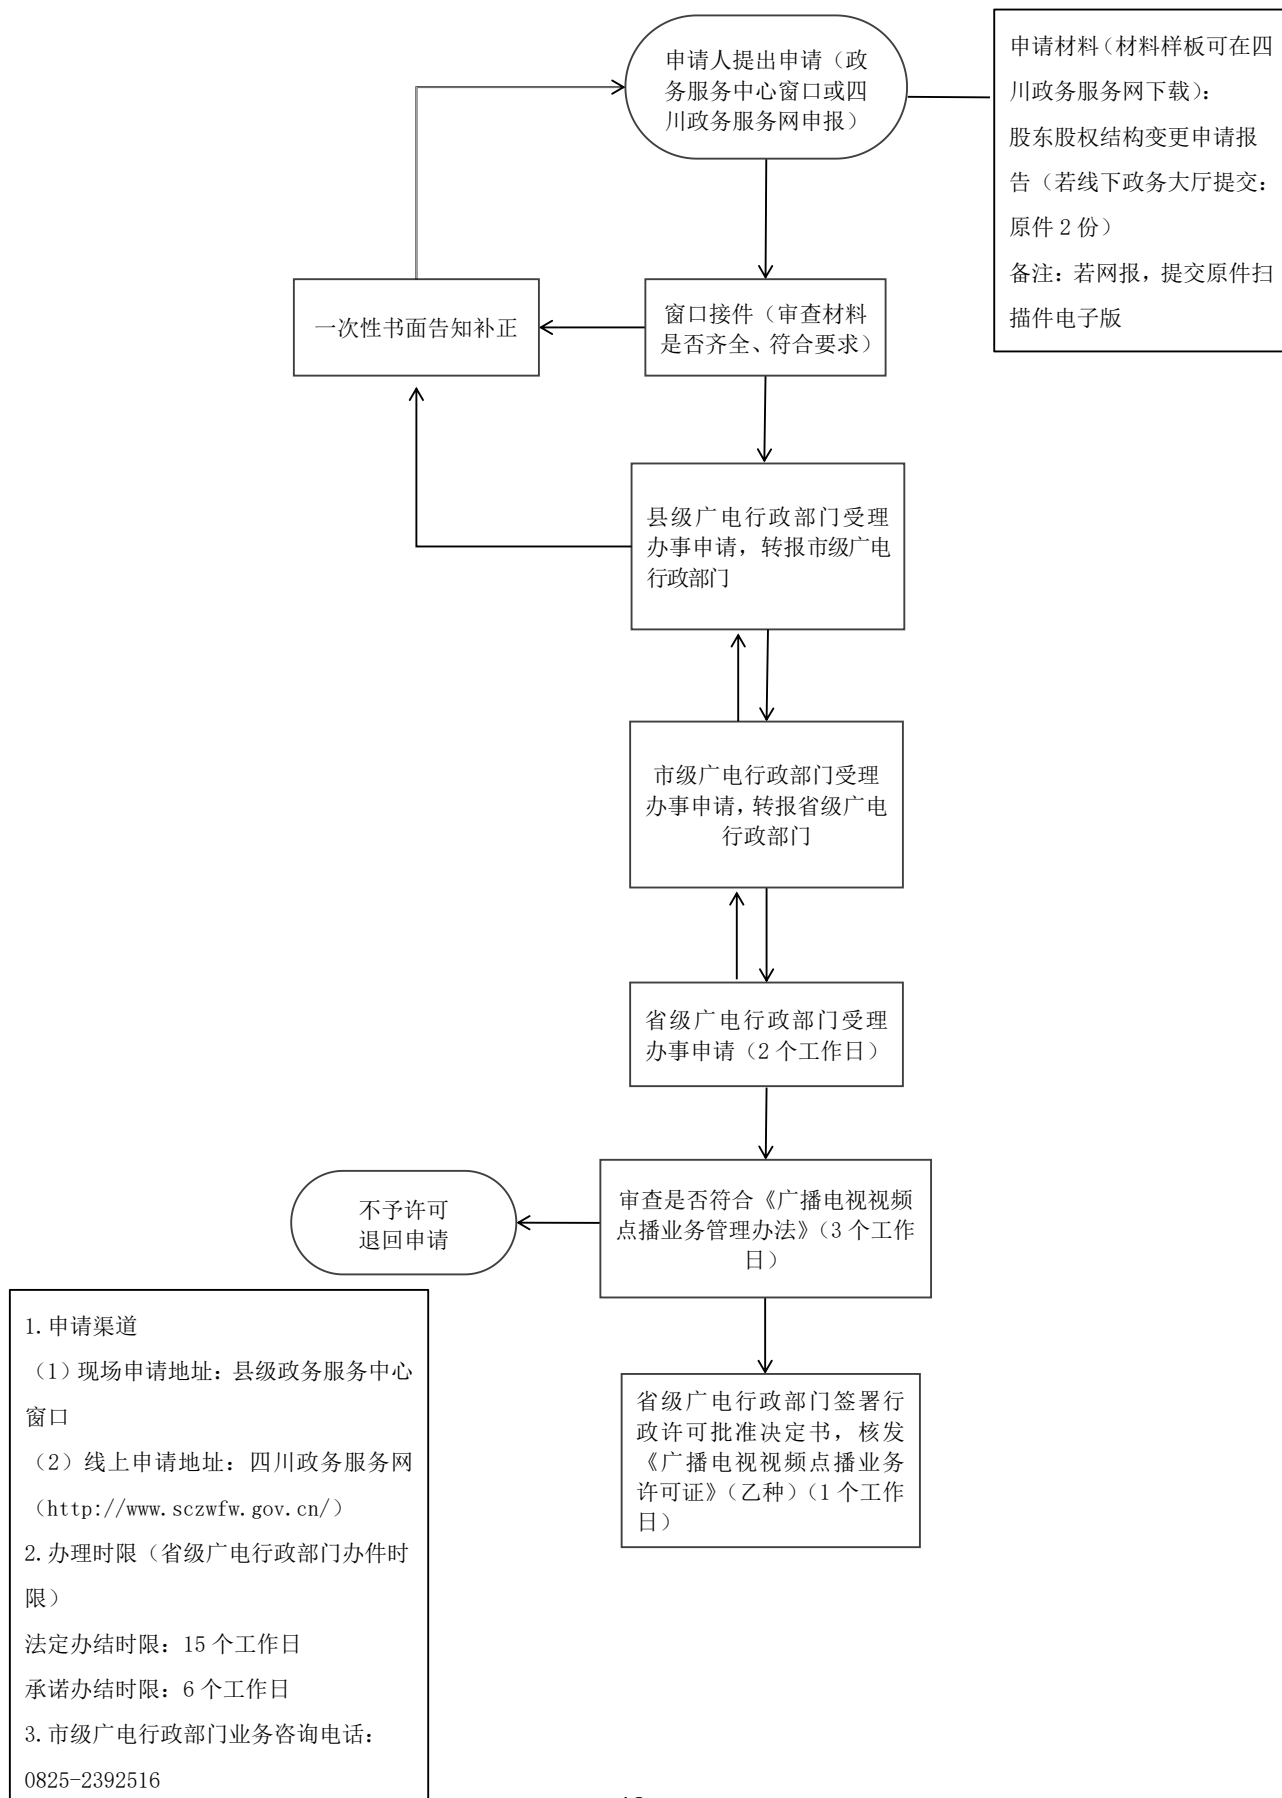 申请人提出申请（政
务服务中心窗口或四
川政务服务网申报）
申请材料（材料样板可在四
川政务服务网下载）：
股东股权结构变更申请报
告（若线下政务大厅提交：
原件 2 份）
备注：若网报，提交原件扫
描件电子版
一次性书面告知补正
窗口接件（审查材料
是否齐全、符合要求）
县级广电行政部门受理
办事申请，转报市级广电
行政部门
市级广电行政部门受理
办事申请，转报省级广电
行政部门
省级广电行政部门受理
办事申请（2 个工作日）
审查是否符合《广播电视视频
点播业务管理办法》（3 个工作
日）
不予许可
退回申请
省级广电行政部门签署行
政许可批准决定书，核发
《广播电视视频点播业务
许可证》（乙种）（1 个工作
日）
1.申请渠道
（1）现场申请地址：县级政务服务中心
窗口
（2）线上申请地址：四川政务服务网
（http://www.sczwfw.gov.cn/）
2.办理时限（省级广电行政部门办件时
限）
法定办结时限：15 个工作日
承诺办结时限：6 个工作日
3.市级广电行政部门业务咨询电话：
0825-2392516